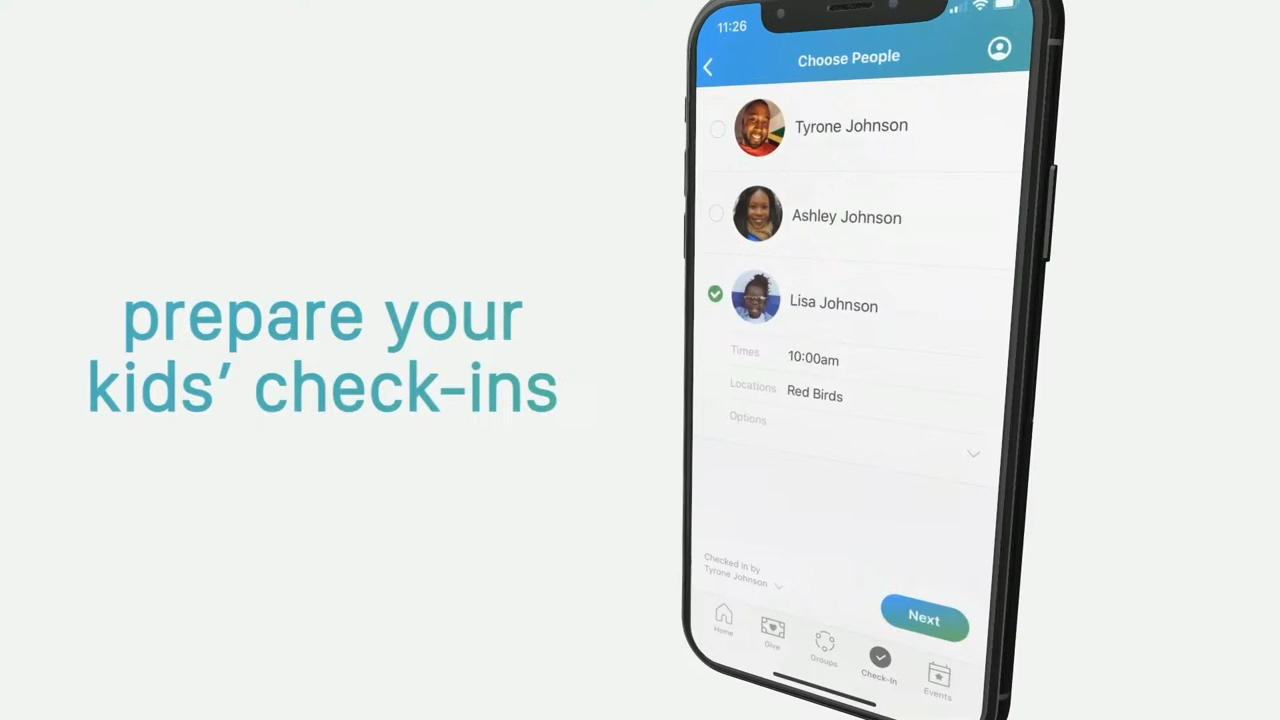 11:26
Choose People
Tyrone Johnson
Ashley Johnson
Lisa Johnson
Times 10:00am
Locations Red Birds
Options
prepare your
kids’ check-ins
Checked in by
Tyrone Johnson
Next
Home Give Groups Check-In Events